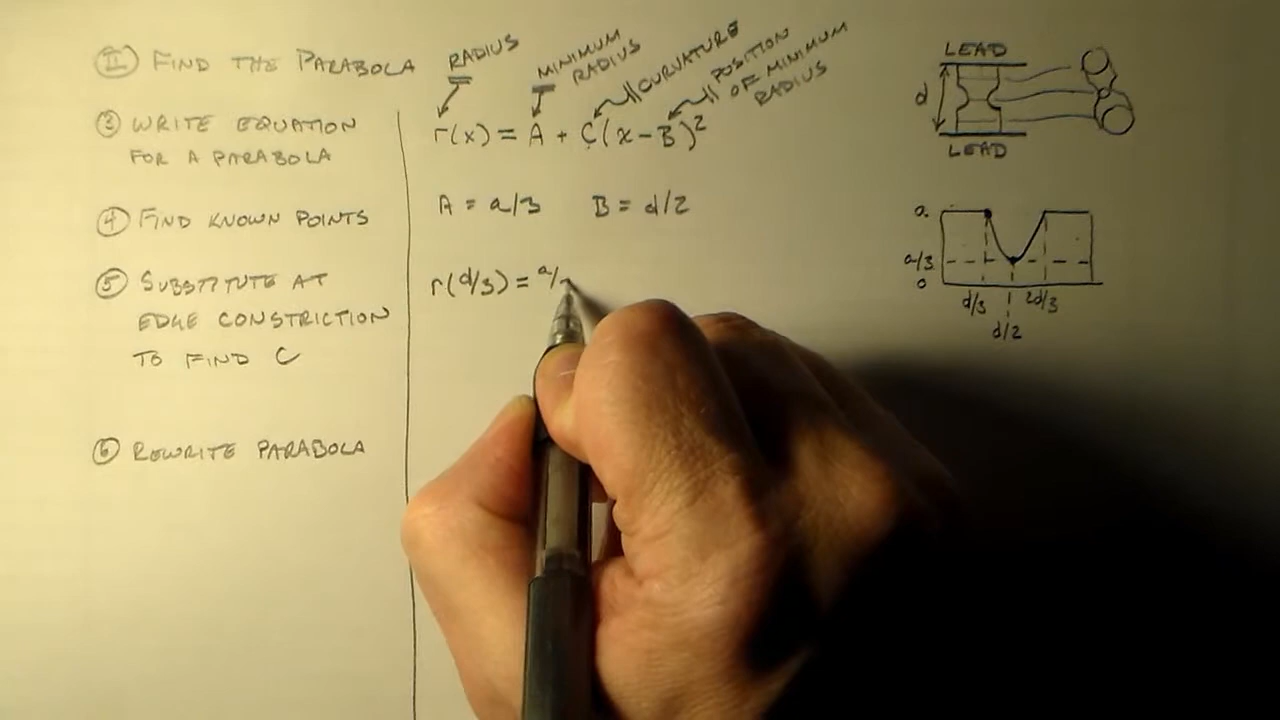 II FIND THE PARABOLA
RADIUS
MINIMUM
RADIUS
CURVATURE
POSITION
OF MINIMUM
RADIUS
3 WRITE EQUATION
FOR A PARABOLA
r(x) = A + C(x-B)²
4 FIND KNOWN POINTS
A = a/3 B = d/2
5 SUBSTITUTE AT
EDGE CONSTRICTION
TO FIND C
r(d/3) = a/
6 REWRITE PARABOLA
LEAD
d
LEAD
a
a/3
0
d/3 2d/3
d/2